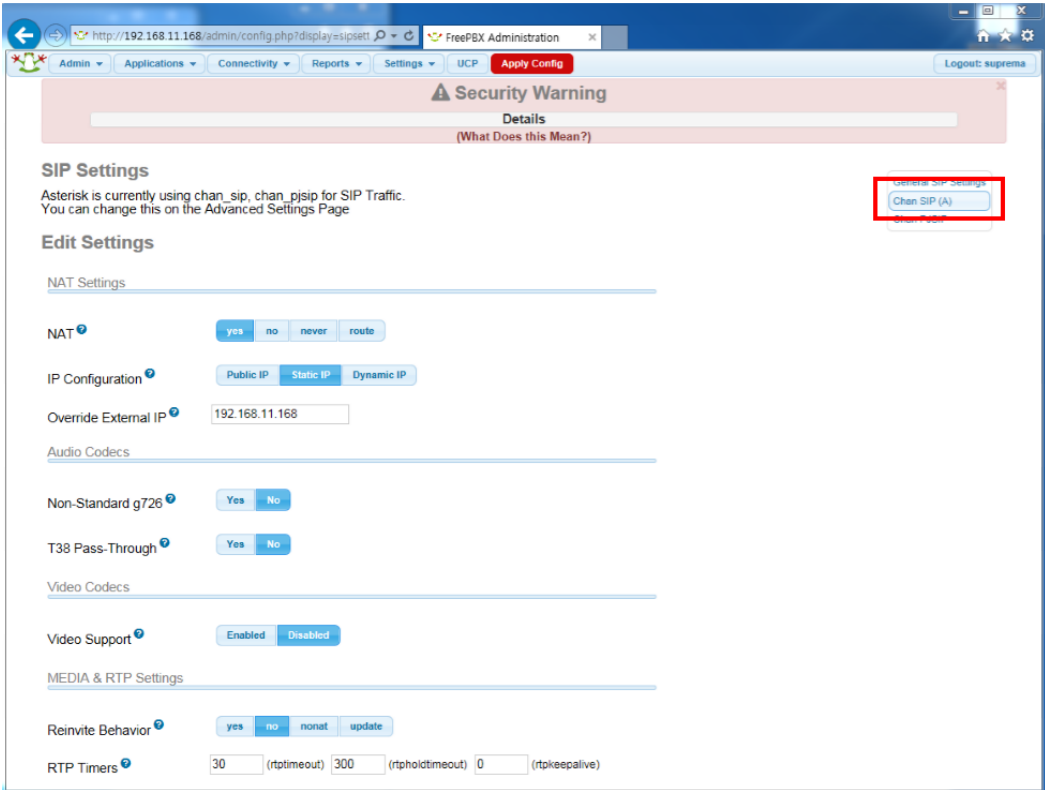 http://192.168.11.168/admin/config.php?display=sipsett
FreePBX Administration
Admin Applications Connectivity Reports Settings UCP Apply Config Logout: suprema
Security Warning
Details
(What Does this Mean?)
SIP Settings
Asterisk is currently using chan_sip, chan_pjsip for SIP Traffic.
You can change this on the Advanced Settings Page
General SIP Settings
Chan SIP (A)
Chan PJSIP
Edit Settings
NAT Settings
NAT yes no never route
IP Configuration Public IP Static IP Dynamic IP
Override External IP 192.168.11.168
Audio Codecs
Non-Standard g726 Yes No
T38 Pass-Through Yes No
Video Codecs
Video Support Enabled Disabled
MEDIA & RTP Settings
Reinvite Behavior yes no nonat update
RTP Timers 30 (rtptimeout) 300 (rtpholdtimeout) 0 (rtpkeepalive)